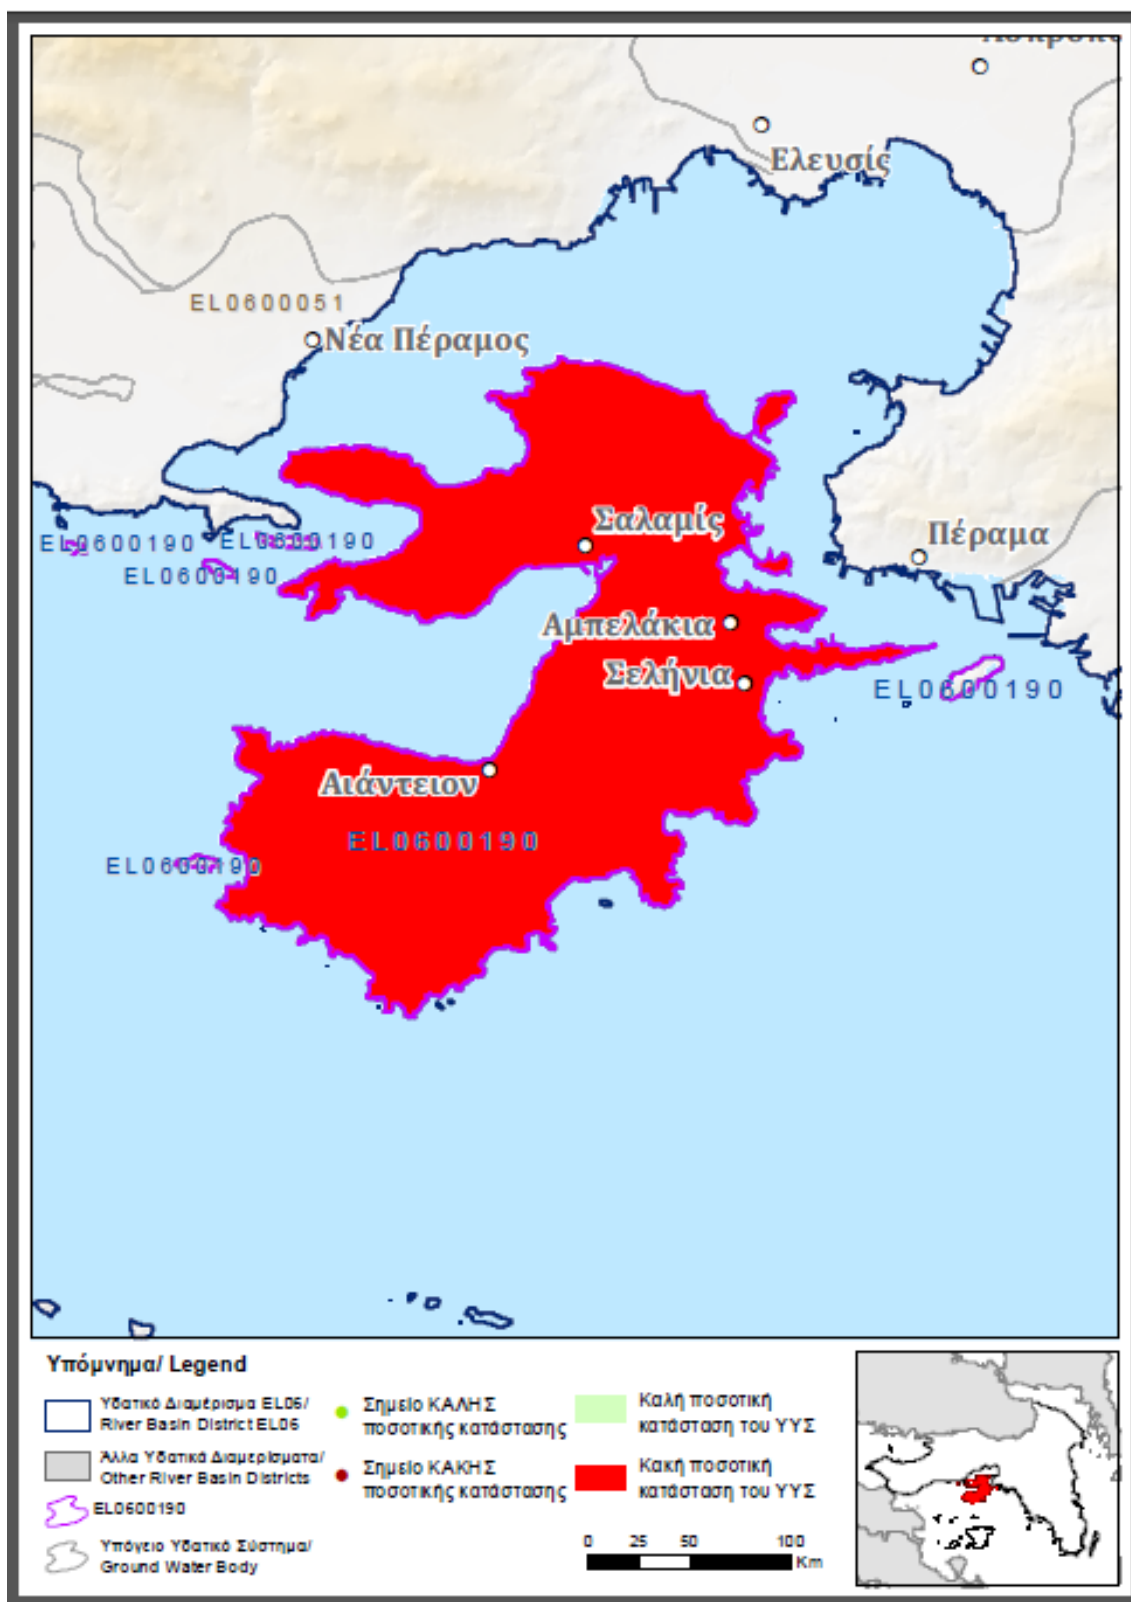 Ελευσίς
EL0600051
Νέα Πέραμος
Σαλαμίς
Πέραμα
EL0600190
EL0600190
EL0600190
Αμπελάκια
Σελήνια
EL0600190
Αιάντειον
EL0600190
EL0600190
Υπόμνημα/ Legend
Υδατικό Διαμέρισμα EL06/
River Basin District EL06
Άλλα Υδατικά Διαμερίσματα/
Other River Basin Districts
EL0600190
Υπόγειο Υδατικό Σύστημα/
Ground Water Body
Σημείο ΚΑΛΗΣ
ποσοτικής κατάστασης
Σημείο ΚΑΚΗΣ
ποσοτικής κατάστασης
Καλή ποσοτική
κατάσταση του ΥΥΣ
Κακή ποσοτική
κατάσταση του ΥΥΣ
0 25 50 100
Km